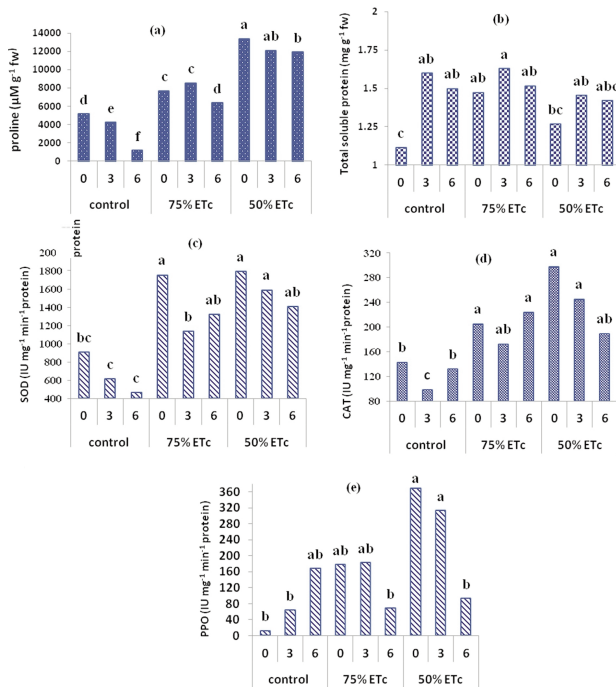 (a)
proline (µM g-1 fw)
14000
12000
10000
8000
6000
4000
2000
0
d e f c c d a ab b
0 3 6 0 3 6 0 3 6
control 75% ETc 50% ETc
(b)
Total soluble protein (mg g-1 fw)
2
1.75
1.5
1.25
1
c ab ab ab a ab bc ab abc
0 3 6 0 3 6 0 3 6
control 75% ETc 50% ETc
protein
(c)
SOD (IU mg-1 min-1 protein)
200
1800
1600
1400
1200
1000
800
600
400
bc c c a b ab a a ab
0 3 6 0 3 6 0 3 6
control 75% ETc 50% ETc
(d)
CAT (IU mg-1 min-1 protein)
320
280
240
200
160
120
80
b c b a ab a a a ab
0 3 6 0 3 6 0 3 6
control 75% ETc 50% ETc
(e)
PPO (IU mg-1 min-1 protein)
360
320
280
240
200
160
120
80
40
0
b b ab ab ab b a a b
0 3 6 0 3 6 0 3 6
control 75% ETc 50% ETc